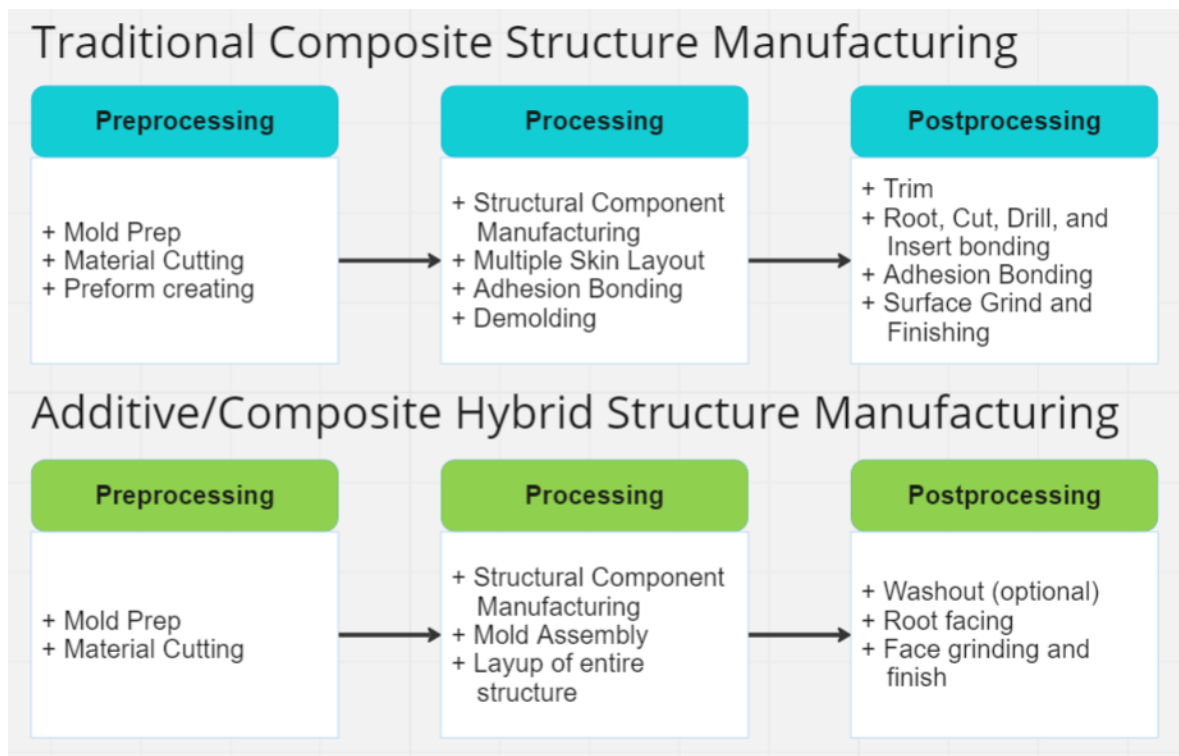 Traditional Composite Structure Manufacturing
Preprocessing
+ Mold Prep
+ Material Cutting
+ Preform creating
Processing
+ Structural Component
Manufacturing
+ Multiple Skin Layout
+ Adhesion Bonding
+ Demolding
Postprocessing
+ Trim
+ Root, Cut, Drill, and
Insert bonding
+ Adhesion Bonding
+ Surface Grind and
Finishing
Additive/Composite Hybrid Structure Manufacturing
Preprocessing
+ Mold Prep
+ Material Cutting
Processing
+ Structural Component
Manufacturing
+ Mold Assembly
+ Layup of entire
structure
Postprocessing
+ Washout (optional)
+ Root facing
+ Face grinding and
finish